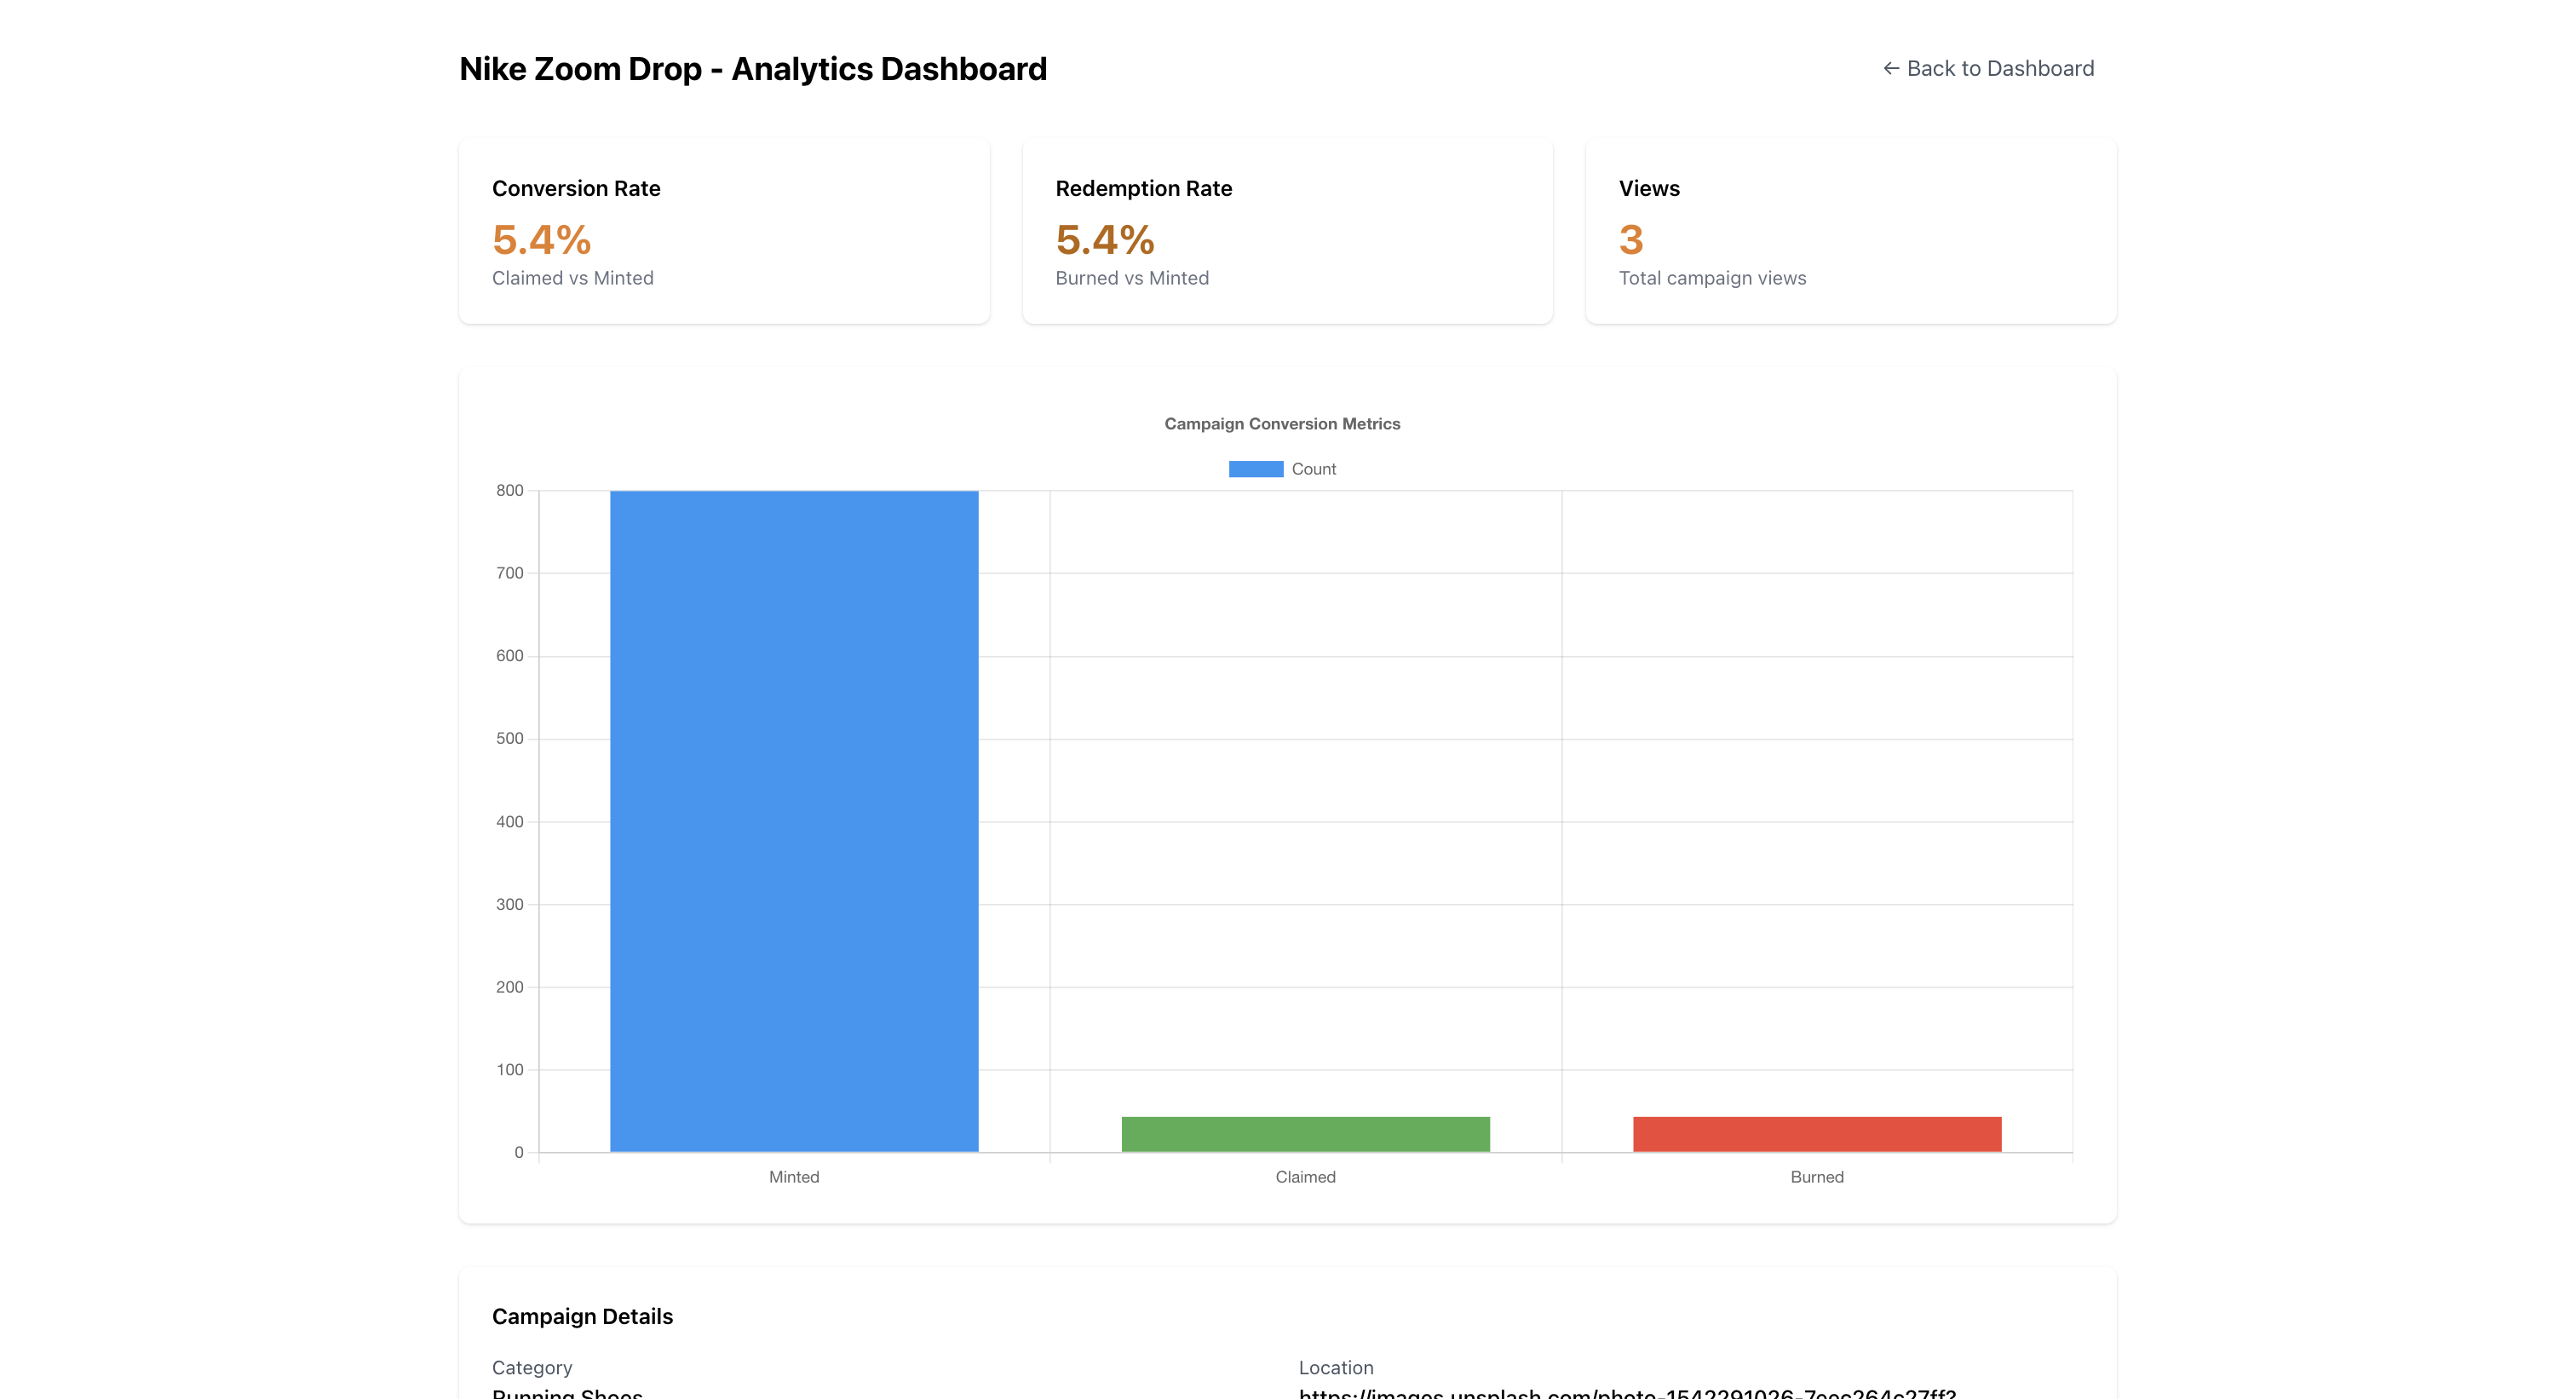 Nike Zoom Drop - Analytics Dashboard
← Back to Dashboard
Conversion Rate
5.4%
Claimed vs Minted
Redemption Rate
5.4%
Burned vs Minted
Views
3
Total campaign views
Campaign Conversion Metrics
Count
800
700
600
500
400
300
200
100
0
Minted
Claimed
Burned
Campaign Details
Category
Running Shoes
Location
https://images.unsplash.com/photo-1542291026-7eec264c27ff?